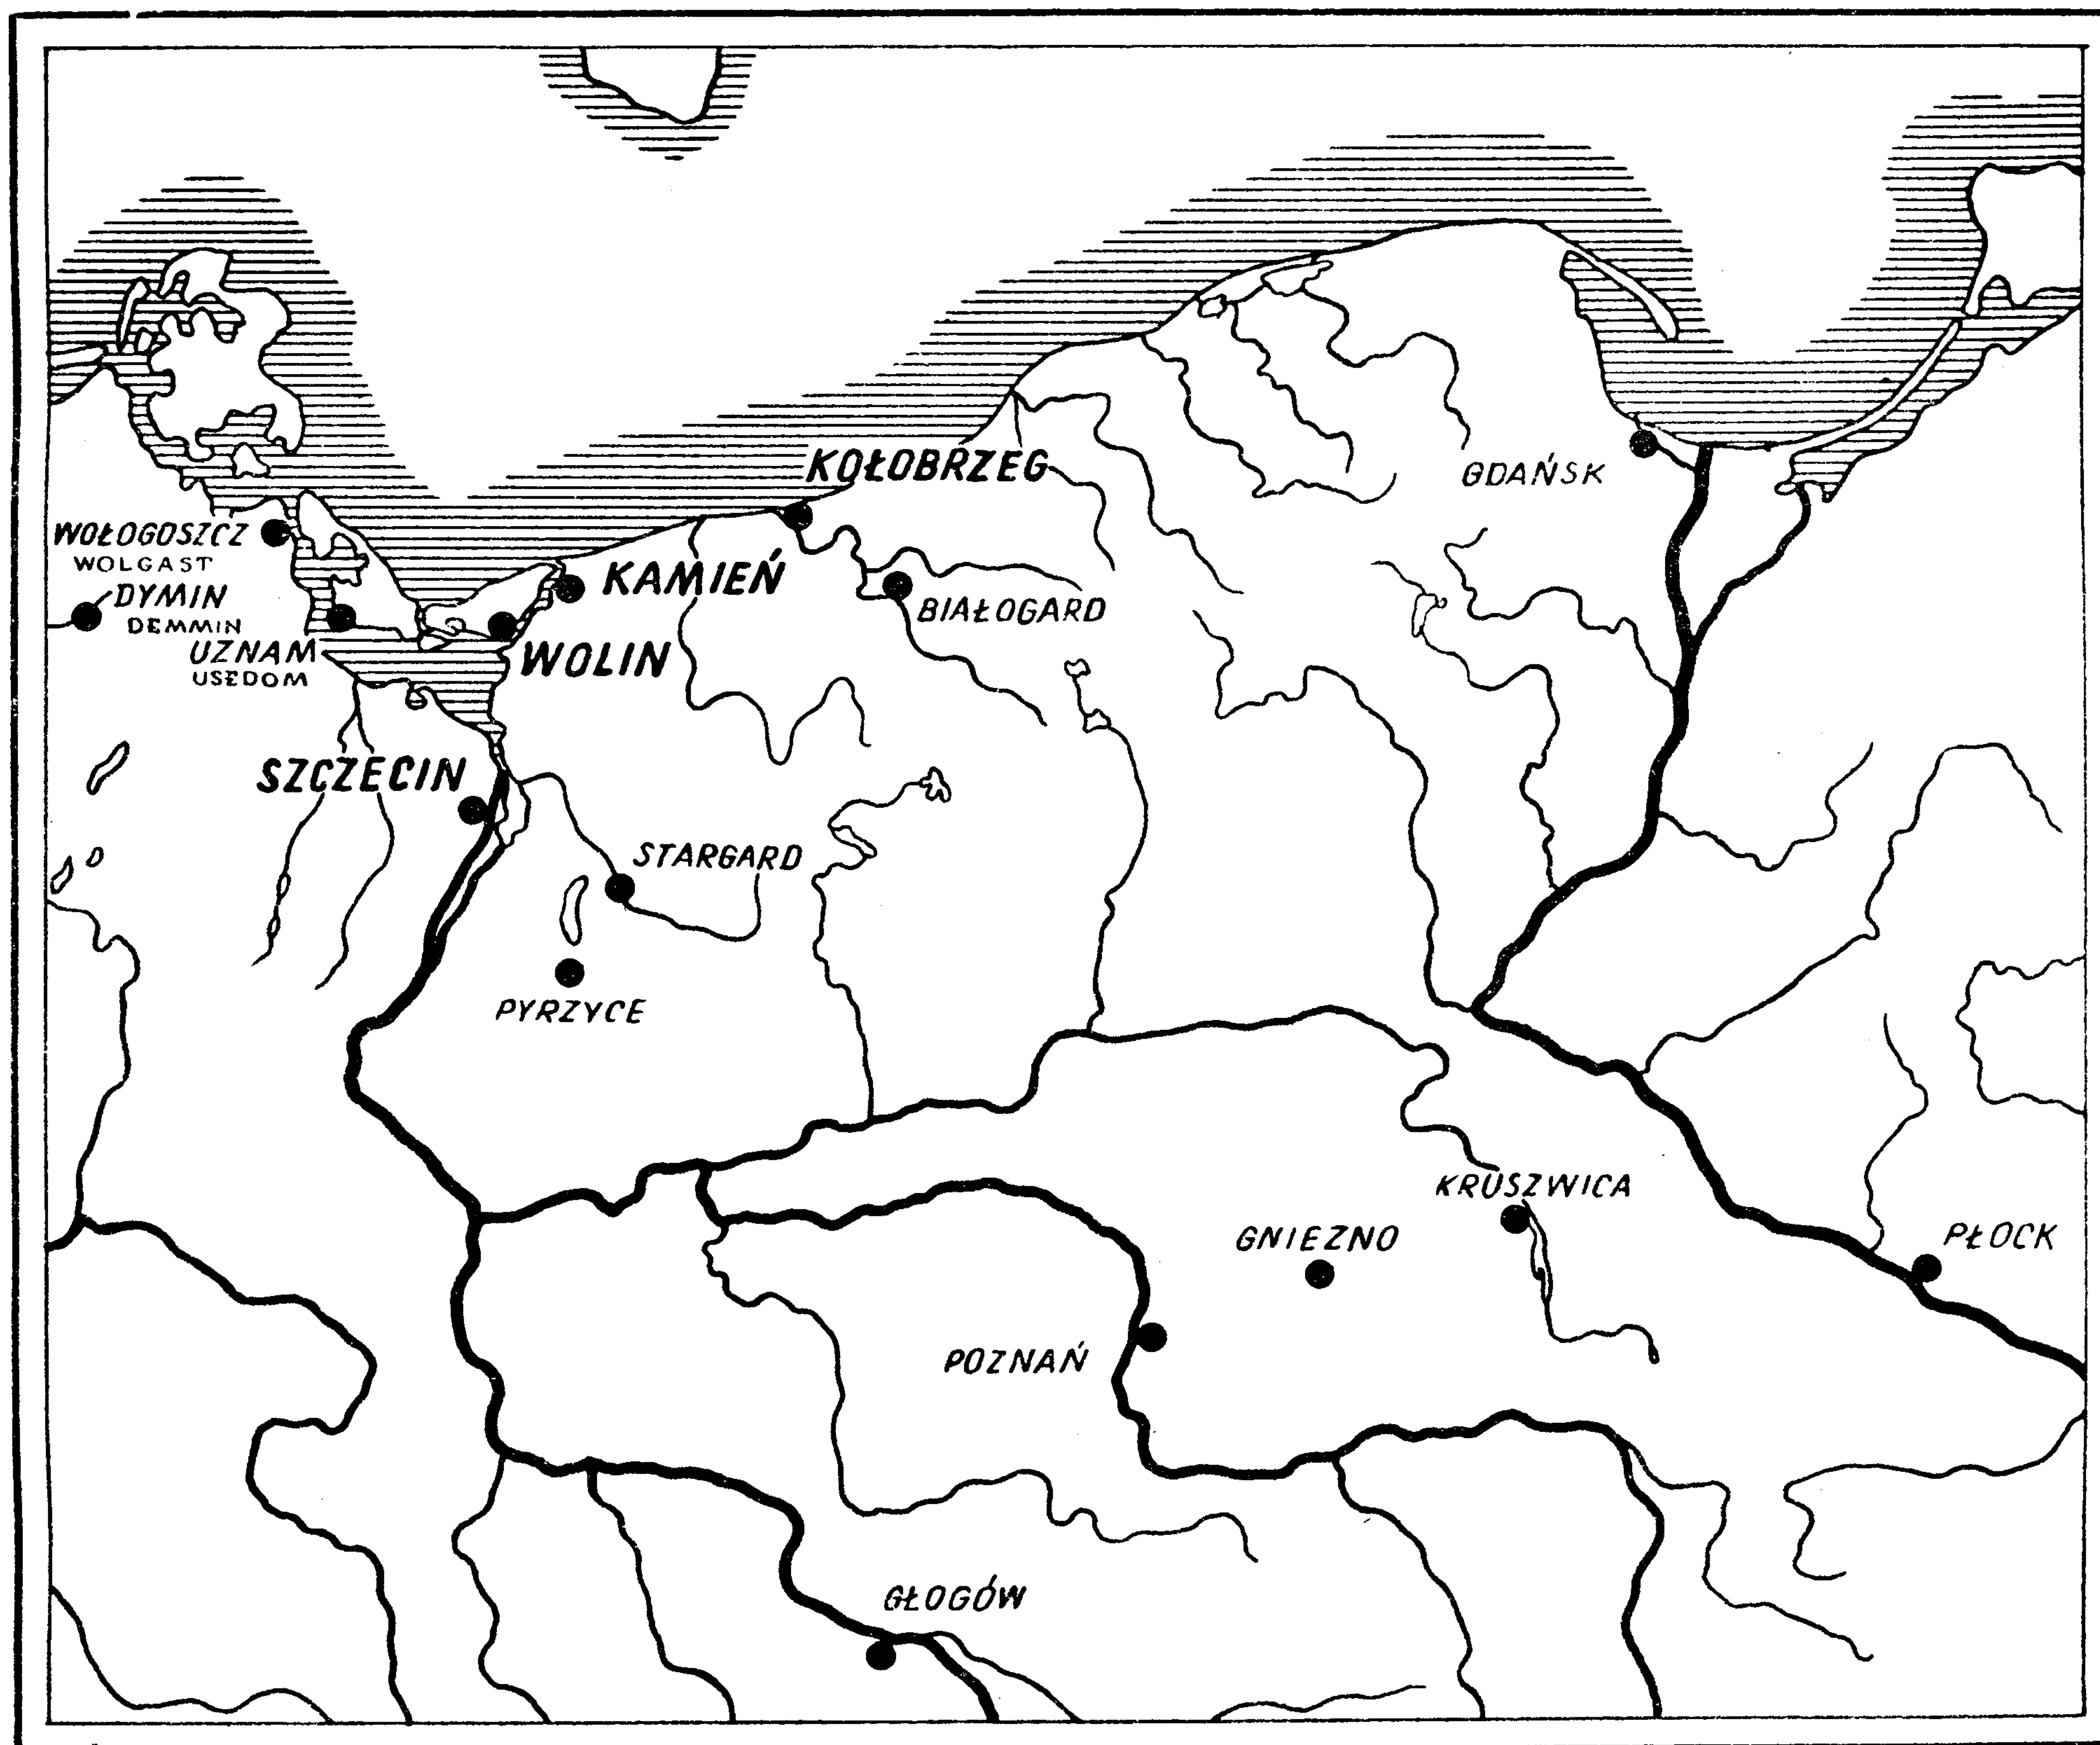 KOŁOBRZEG
GDAŃSK
WOŁOGOSZCZ
WOLGAST
KAMIEŃ
DYMIN
DEMMIN
BIAŁOGARD
UZNAM
USEDOM
WOLIN
SZCZECIN
STARGARD
PYRZYCE
KRUSZWICA
GNIEZNO
PŁOCK
POZNAŃ
GŁOGÓW